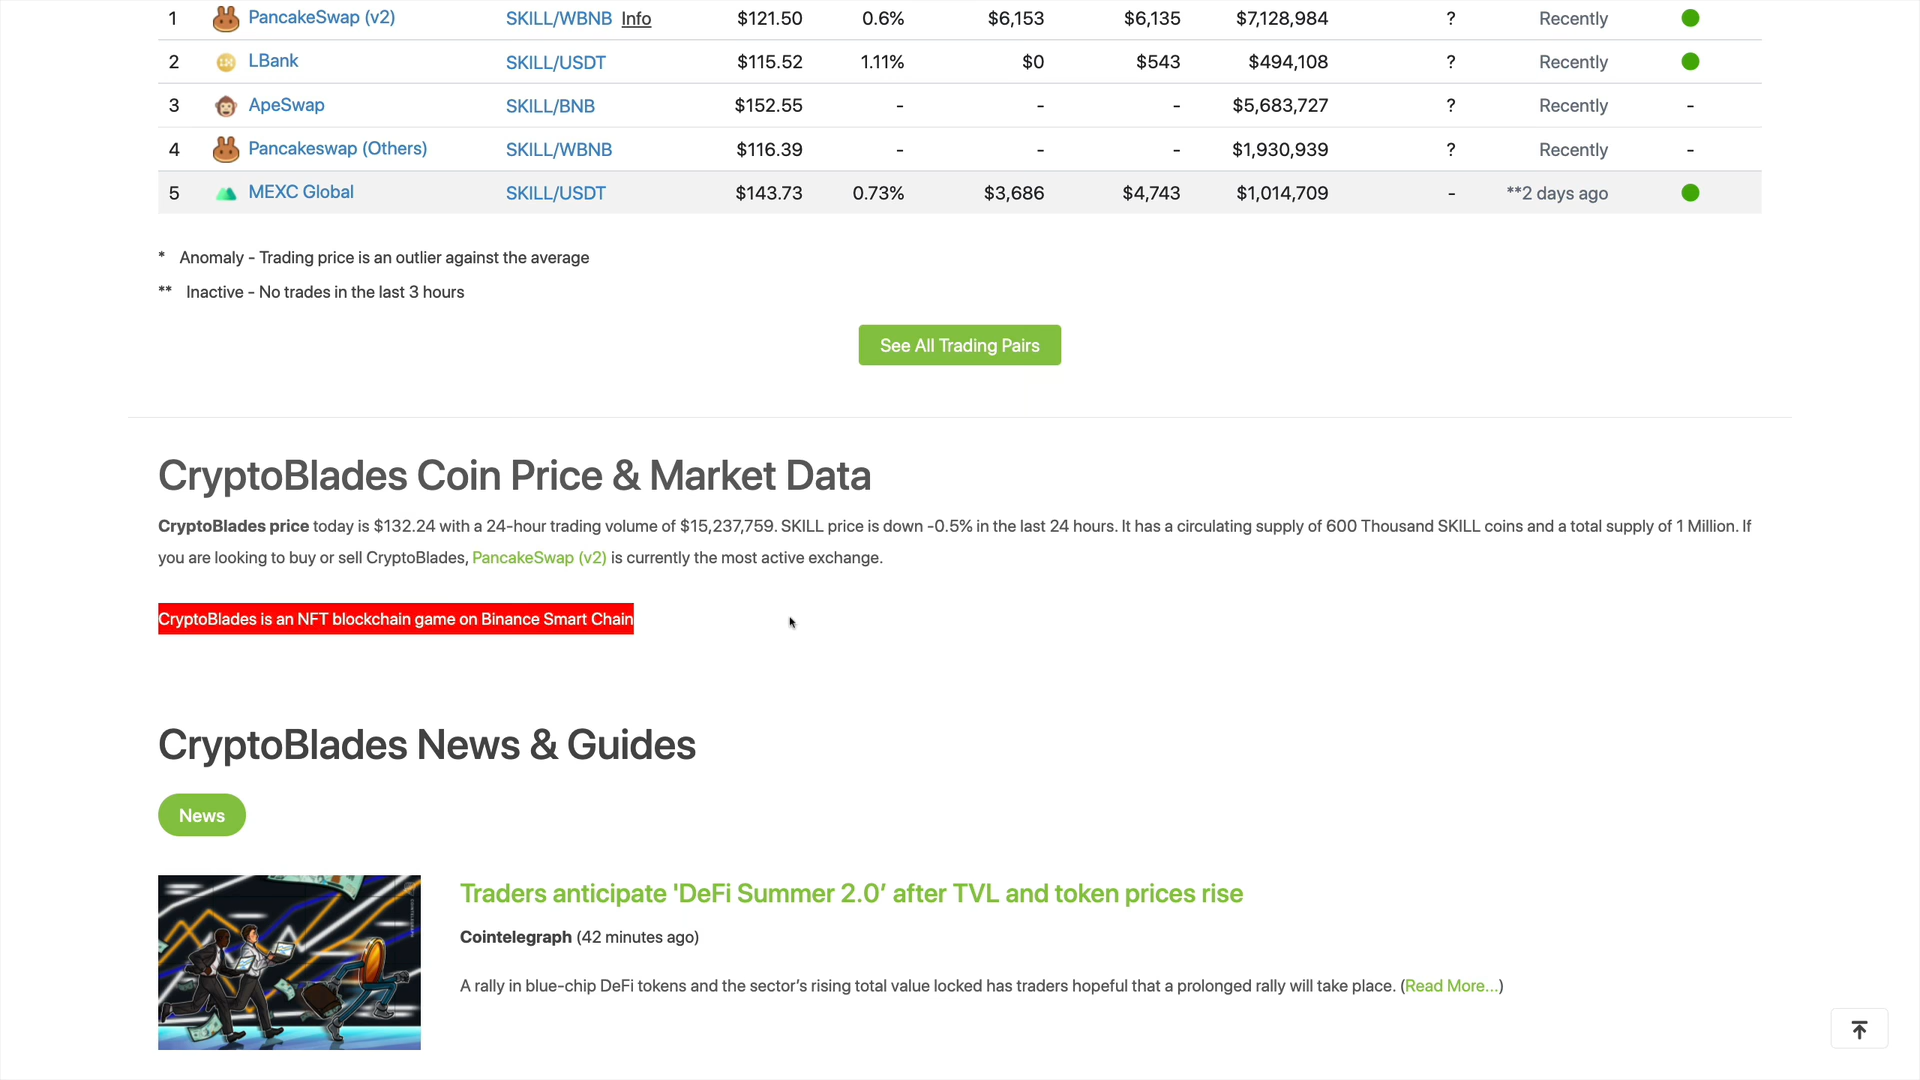 1 PancakeSwap (v2) SKILL/WBNB Info $121.50 0.6% $6,153 $6,135 $7,128,984 ? Recently
2 LBank SKILL/USDT $115.52 1.11% $0 $543 $494,108 ? Recently
3 ApeSwap SKILL/BNB $152.55 - - - $5,683,727 ? Recently -
4 Pancakeswap (Others) SKILL/WBNB $116.39 - - - $1,930,939 ? Recently -
5 MEXC Global SKILL/USDT $143.73 0.73% $3,686 $4,743 $1,014,709 - **2 days ago
* Anomaly - Trading price is an outlier against the average
** Inactive - No trades in the last 3 hours
See All Trading Pairs
CryptoBlades Coin Price & Market Data
CryptoBlades price today is $132.24 with a 24-hour trading volume of $15,237,759. SKILL price is down -0.5% in the last 24 hours. It has a circulating supply of 600 Thousand SKILL coins and a total supply of 1 Million. If
you are looking to buy or sell CryptoBlades, PancakeSwap (v2) is currently the most active exchange.
CryptoBlades is an NFT blockchain game on Binance Smart Chain
CryptoBlades News & Guides
News
Traders anticipate 'DeFi Summer 2.0’ after TVL and token prices rise
Cointelegraph (42 minutes ago)
A rally in blue-chip DeFi tokens and the sector’s rising total value locked has traders hopeful that a prolonged rally will take place. (Read More...)